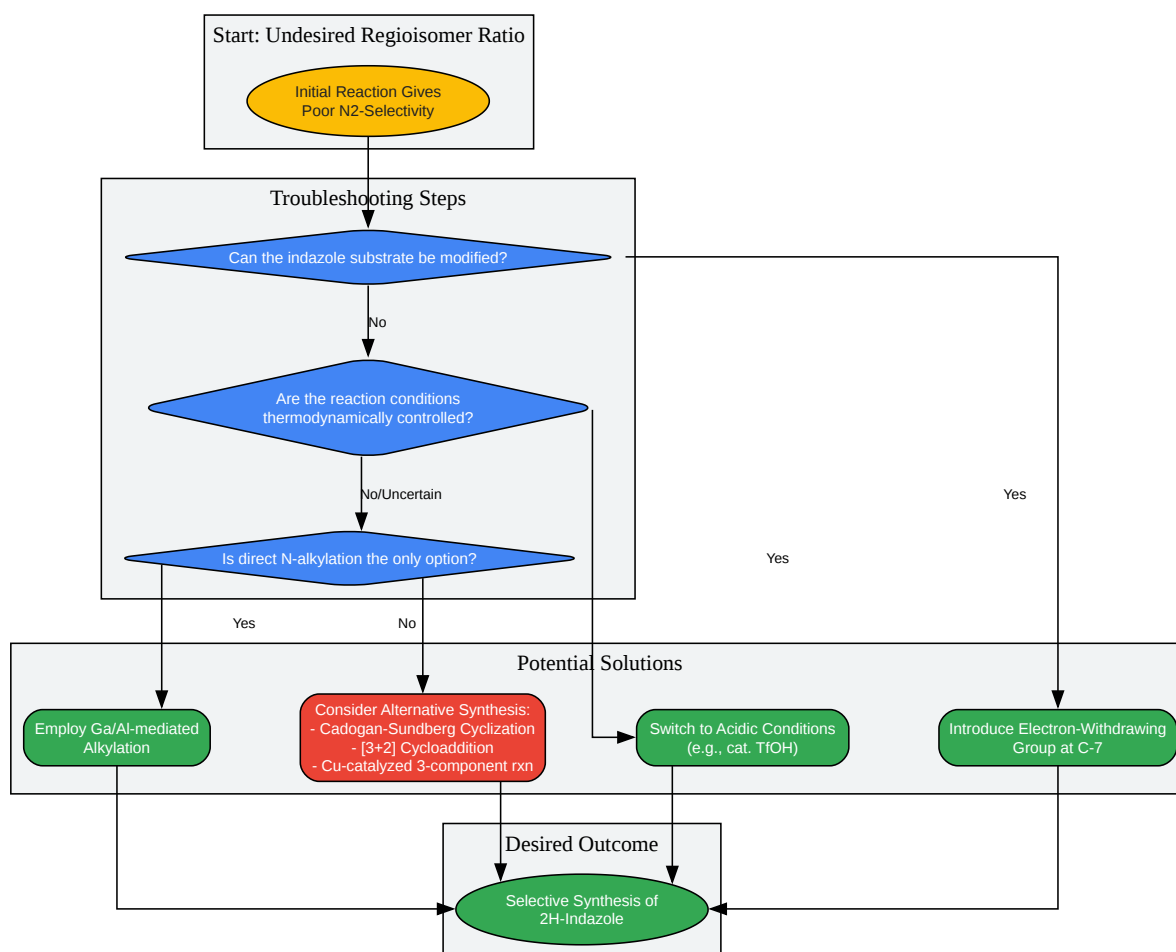 Start: Undesired Regioisomer Ratio
Initial Reaction Gives
Poor N2-Selectivity
Troubleshooting Steps
Can the indazole substrate be modified?
No
Are the reaction conditions
thermodynamically controlled?
No/Uncertain
Yes
Is direct N-alkylation the only option?
Yes
Yes
No
Potential Solutions
Employ Ga/Al-mediated
Alkylation
Consider Alternative Synthesis:
- Cadogan-Sundberg Cyclization
- [3+2] Cycloaddition
- Cu-catalyzed 3-component rxn
Switch to Acidic Conditions
(e.g., cat. TfOH)
Introduce Electron-Withdrawing
Group at C-7
Desired Outcome
Selective Synthesis of
2H-Indazole